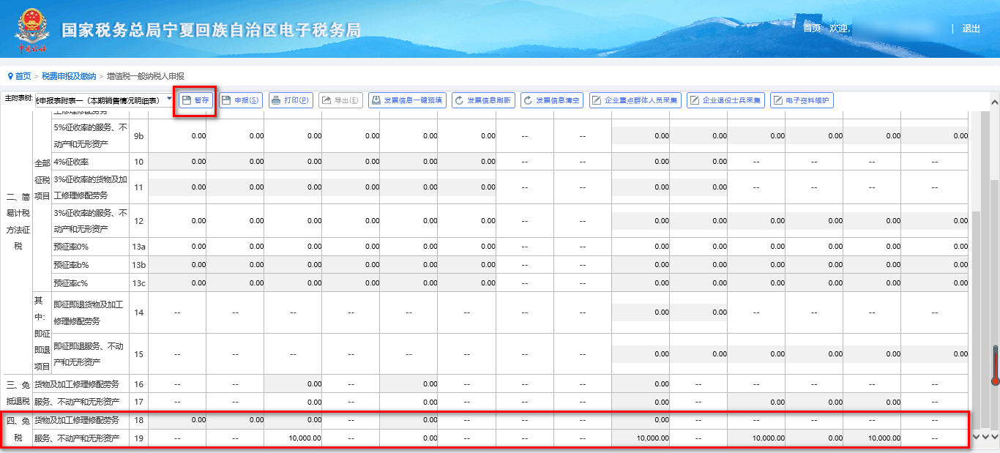 国家税务总局宁夏回族自治区电子税务局
首页 欢迎, | 退出
首页 > 税费申报及缴纳 > 增值税一般纳税人申报
主附表树: 申报表附表一（本期销售情况明细表） 暂存 申报(S) 打印(P) 导出(E) 发票信息一键预填 发票信息刷新 发票信息清空 企业重点群体人员采集 企业退役士兵采集 电子资料维护
工修理修配劳务
二、简易计税方法征税
全部征税项目
5%征收率的服务、不动产和无形资产 9b 0.00 0.00 0.00 0.00 0.00 0.00 -- -- 0.00 0.00 0.00 0.00 0.00 0.00
4%征收率 10 0.00 0.00 0.00 0.00 0.00 0.00 -- -- 0.00 0.00 -- -- -- --
3%征收率的货物及加工修理修配劳务 11 0.00 0.00 0.00 0.00 0.00 0.00 -- -- 0.00 0.00 -- -- -- --
3%征收率的服务、不动产和无形资产 12 0.00 0.00 0.00 0.00 0.00 0.00 -- -- 0.00 0.00 0.00 0.00 0.00 0.00
预征率0% 13a 0.00 0.00 0.00 0.00 0.00 0.00 -- -- 0.00 0.00 0.00 0.00 0.00 0.00
预征率b% 13b 0.00 0.00 0.00 0.00 0.00 0.00 -- -- 0.00 0.00 0.00 0.00 0.00 0.00
预征率c% 13c 0.00 0.00 0.00 0.00 0.00 0.00 -- -- 0.00 0.00 0.00 0.00 0.00 0.00
其中:即征即退项目
即征即退货物及加工修理修配劳务 14 -- -- -- -- -- -- -- -- 0.00 0.00 -- -- -- --
即征即退服务、不动产和无形资产 15 -- -- -- -- -- -- -- -- 0.00 0.00 0.00 0.00 0.00 0.00
三、免抵退税
货物及加工修理修配劳务 16 -- -- 0.00 -- 0.00 -- -- -- 0.00 -- -- -- -- --
服务、不动产和无形资产 17 -- -- 0.00 -- 0.00 -- -- -- 0.00 -- 0.00 0.00 0.00 --
四、免税
货物及加工修理修配劳务 18 0.00 0.00 0.00 -- 0.00 -- -- -- 0.00 -- -- -- -- --
服务、不动产和无形资产 19 -- -- 10,000.00 -- 0.00 -- -- -- 10,000.00 -- 10,000.00 0.00 10,000.00 --